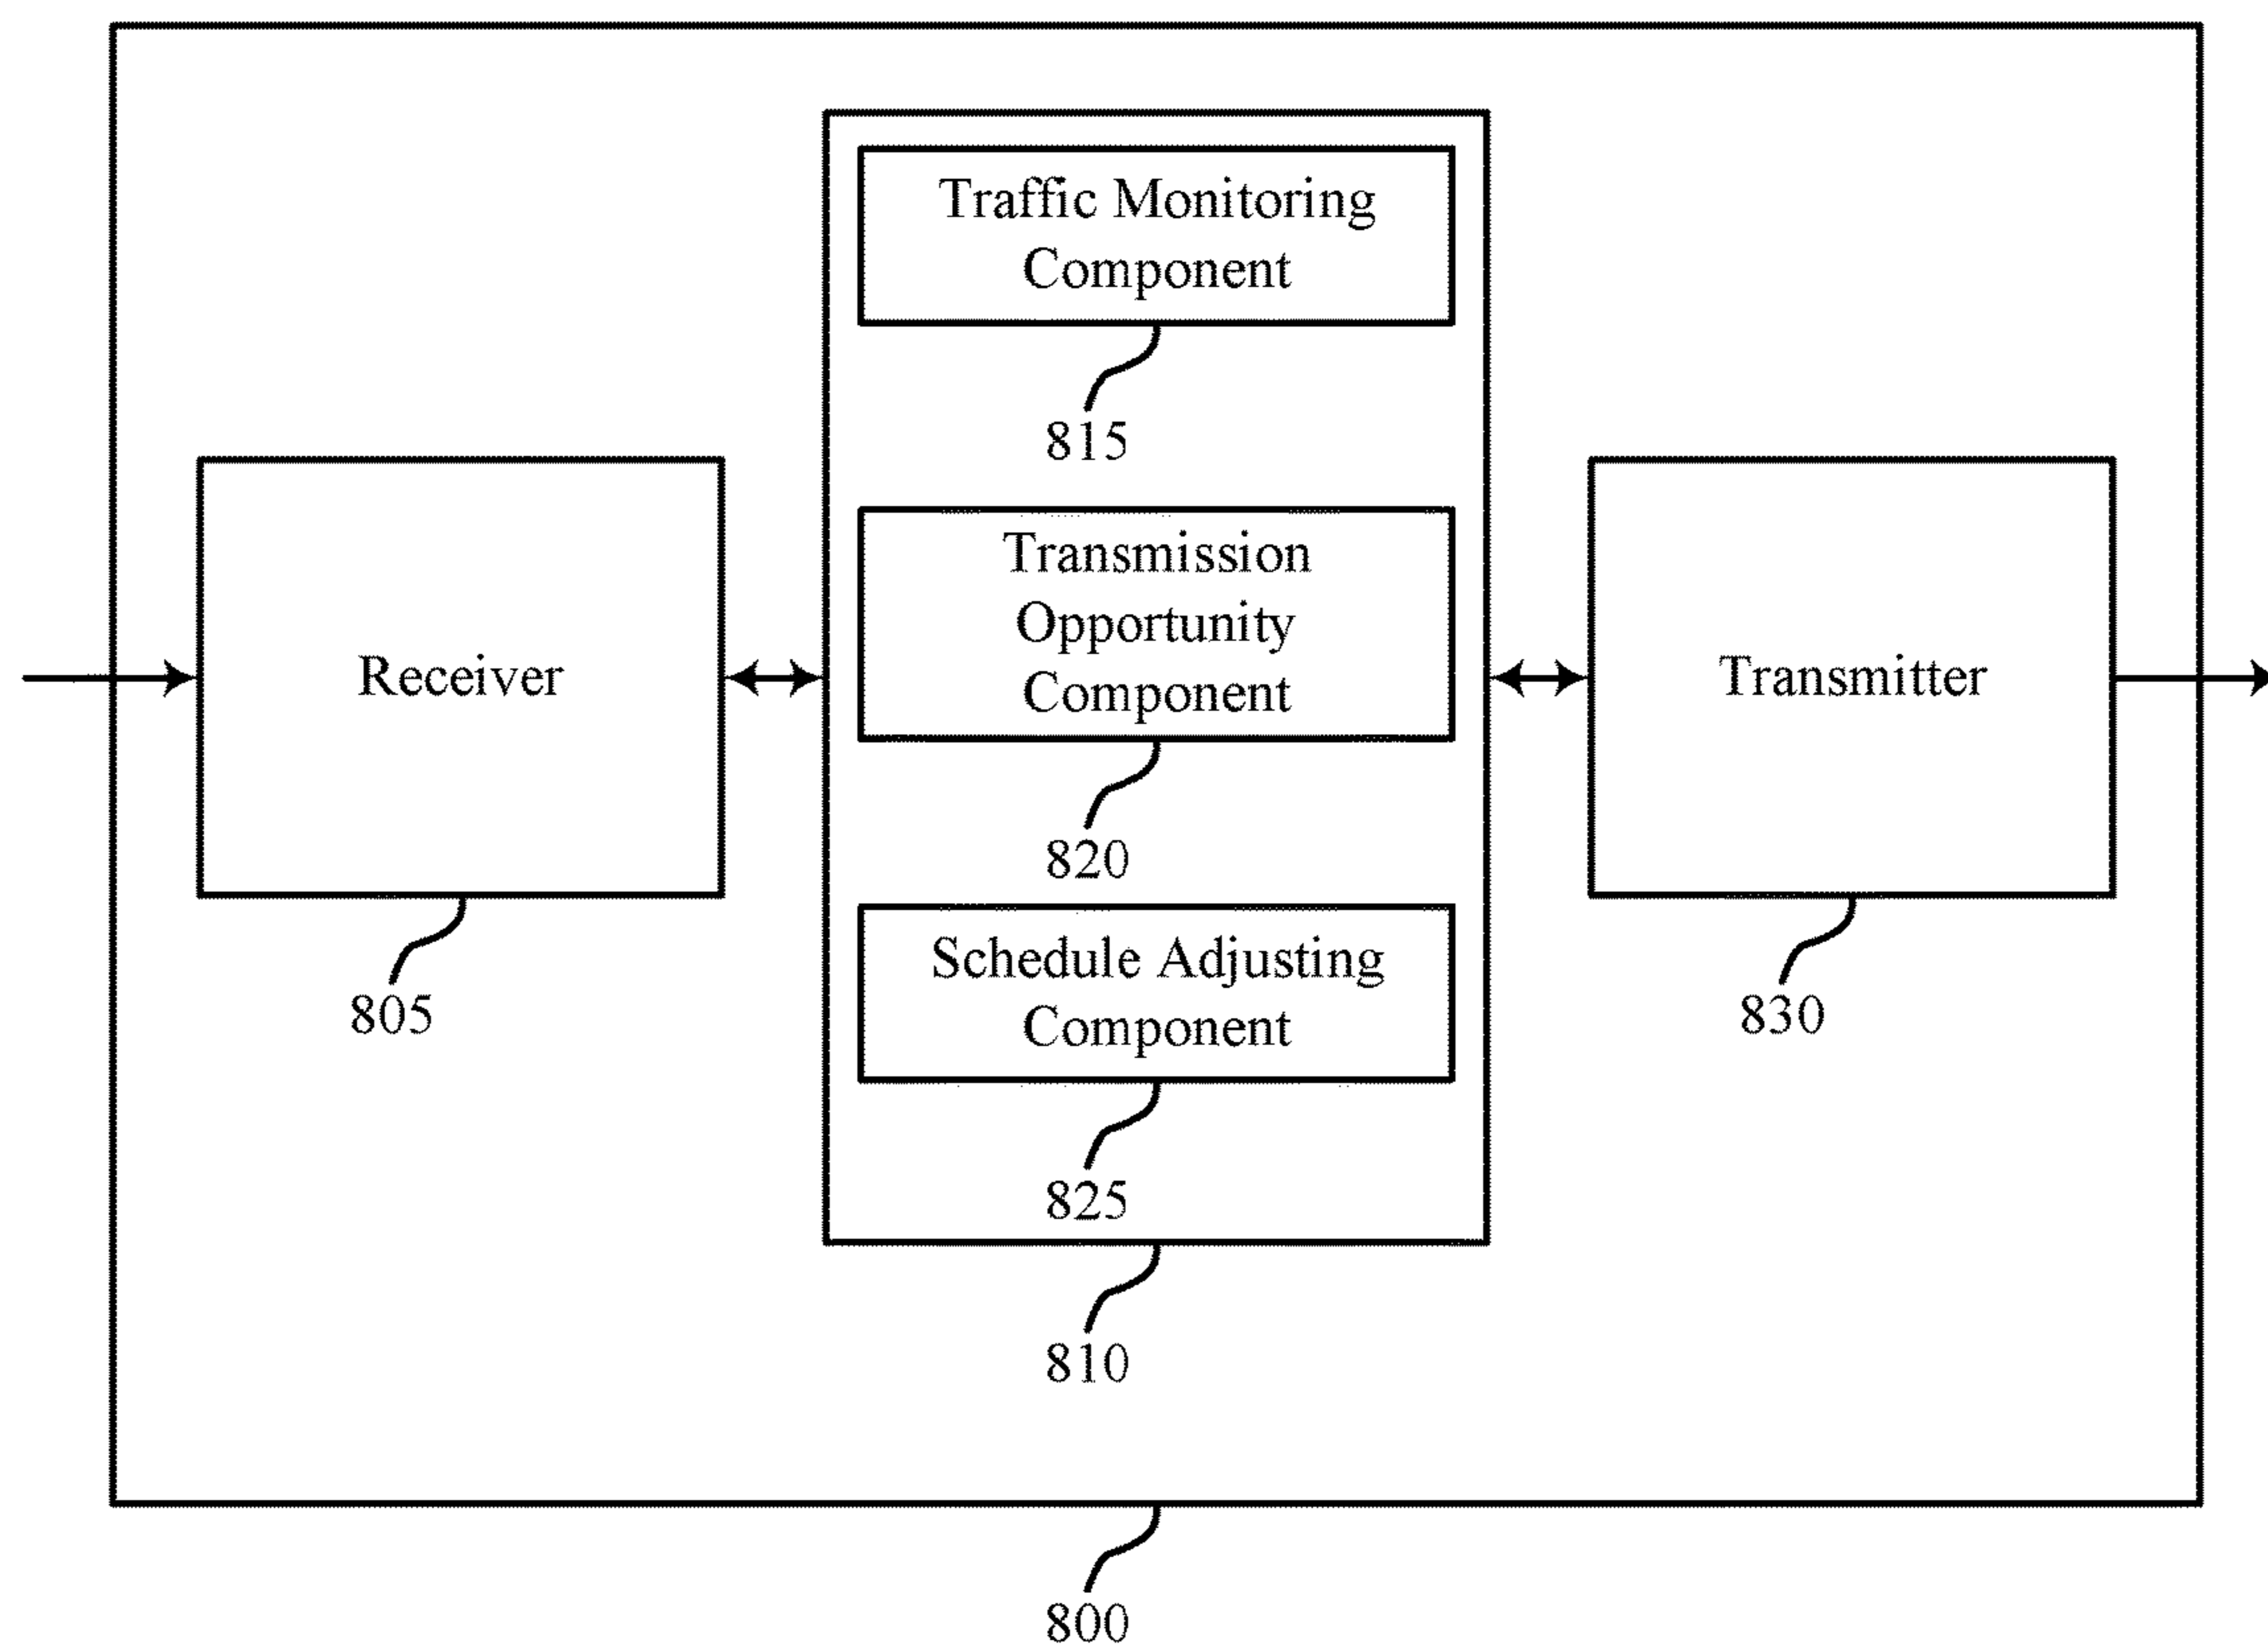 Traffic Monitoring
Component
815
Receiver
805
Transmission
Opportunity
Component
820
Schedule Adjusting
Component
825
810
Transmitter
830
800